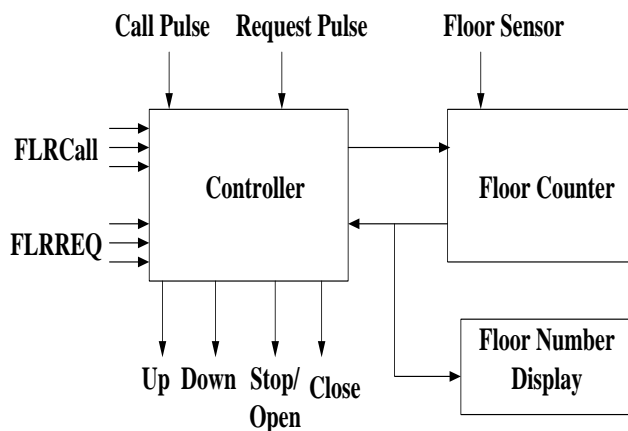 Call Pulse
Request Pulse
Floor Sensor
FLRCall
Controller
Floor Counter
FLRREQ
Floor Number
Display
Up
Down
Stop/
Open
Close